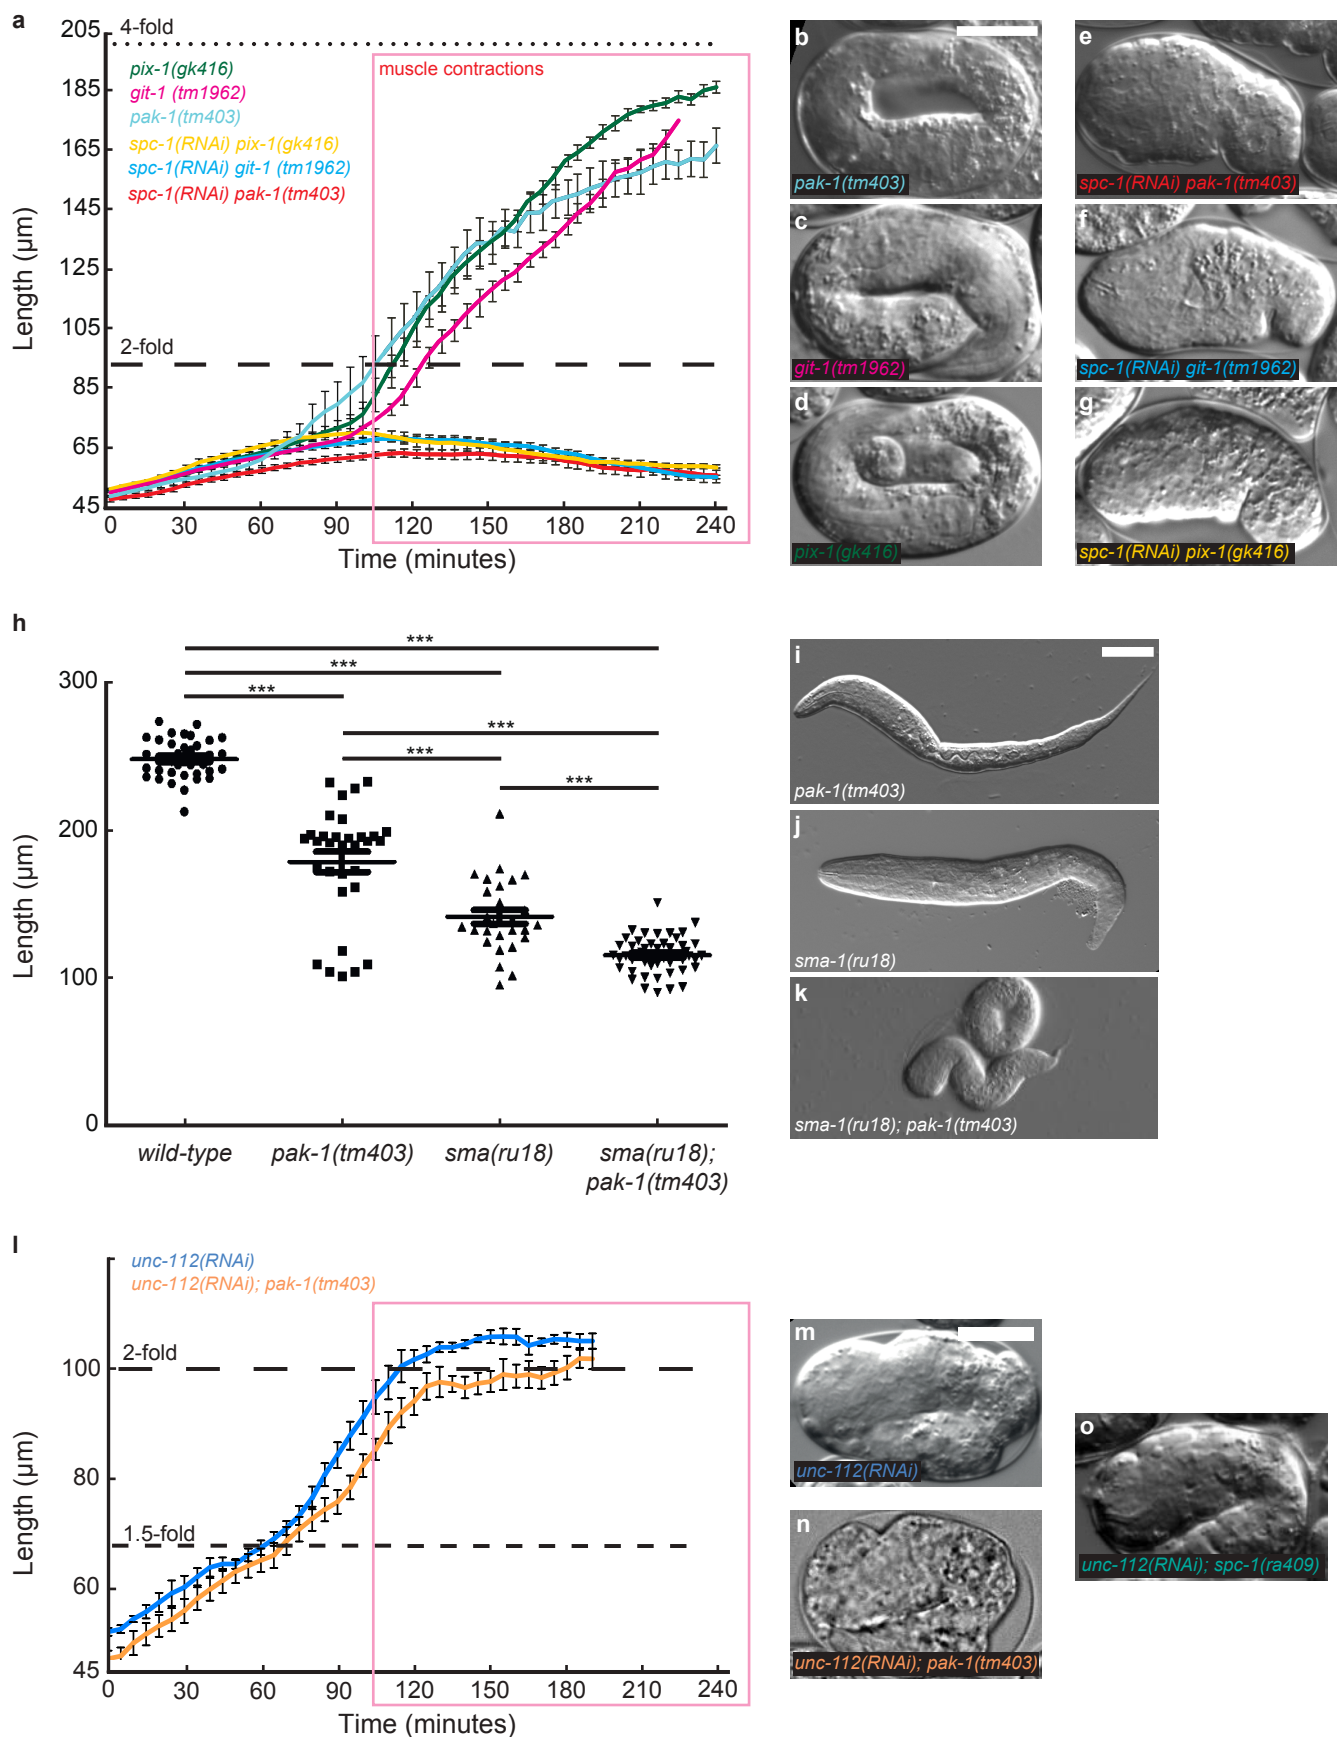 a
205
185
165
145
125
105
85
65
45
Length (µm)
4-fold
2-fold
pix-1(gk416)
git-1 (tm1962)
pak-1(tm403)
spc-1(RNAi) pix-1(gk416)
spc-1(RNAi) git-1 (tm1962)
spc-1(RNAi) pak-1(tm403)
muscle contractions
0 30 60 90 120 150 180 210 240
Time (minutes)
b
pak-1(tm403)
c
git-1(tm1962)
d
pix-1(gk416)
e
spc-1(RNAi) pak-1(tm403)
f
spc-1(RNAi) git-1(tm1962)
g
spc-1(RNAi) pix-1(gk416)
h
300
200
100
0
Length (µm)
***
***
***
***
***
***
wild-type
pak-1(tm403)
sma(ru18)
sma(ru18);
pak-1(tm403)
i
pak-1(tm403)
j
sma-1(ru18)
k
sma-1(ru18); pak-1(tm403)
l
unc-112(RNAi)
unc-112(RNAi); pak-1(tm403)
100
80
60
45
Length (µm)
2-fold
1.5-fold
0 30 60 90 120 150 180 210 240
Time (minutes)
m
unc-112(RNAi)
n
unc-112(RNAi); pak-1(tm403)
o
unc-112(RNAi); spc-1(ra409)